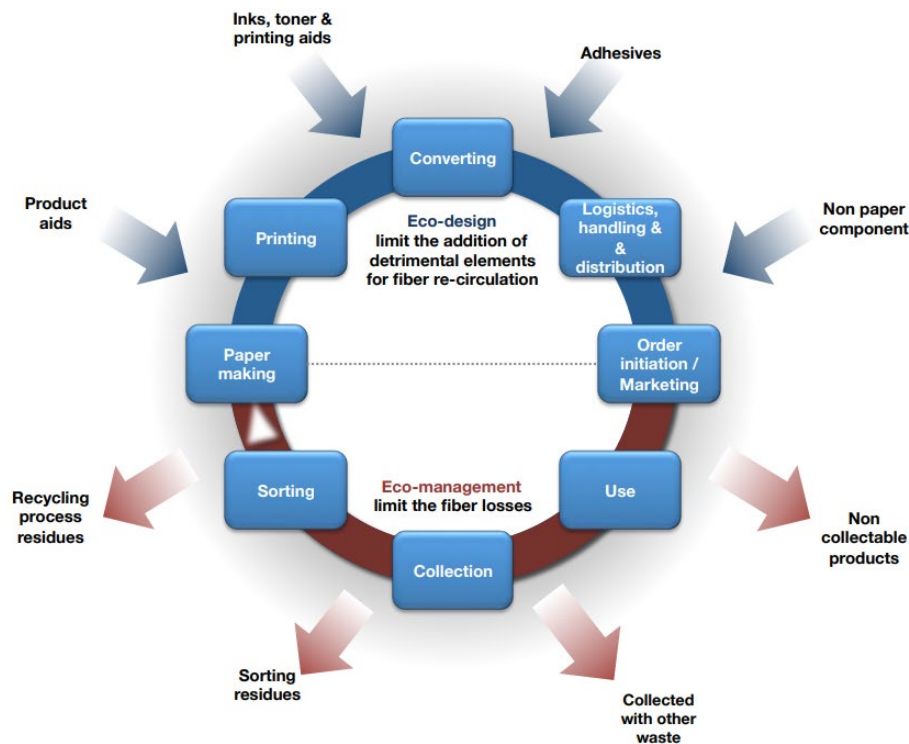 Inks, toner &
printing aids
Adhesives
Converting
Product
aids
Printing
Eco-design
limit the addition of
detrimental elements
for fiber re-circulation
Logistics,
handling &
& distribution
Non paper
component
Paper
making
Order
initiation /
Marketing
Recycling
process
residues
Sorting
Eco-management
limit the fiber losses
Use
Non
collectable
products
Collection
Sorting
residues
Collected
with other
waste